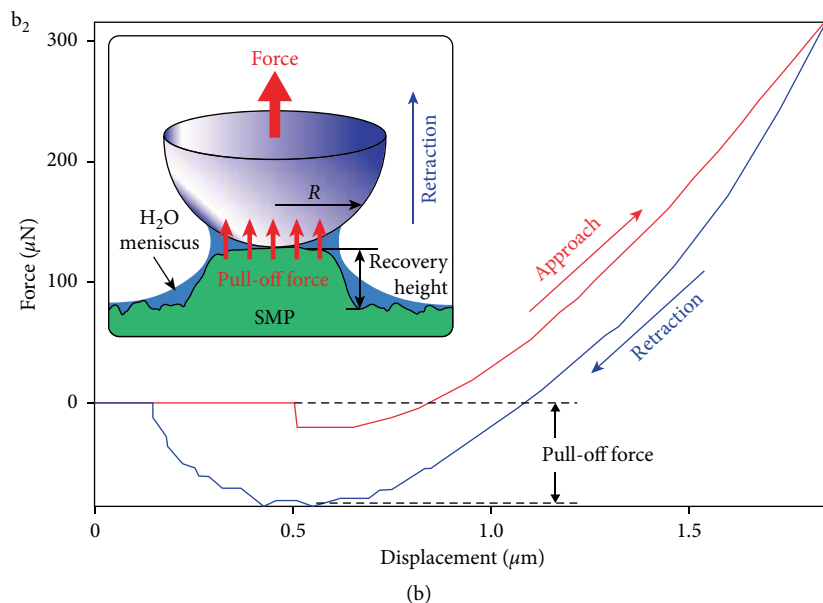 b₂
300
200
100
0
Force (μN)
Force
Retraction
R
H₂O
meniscus
Pull-off force
Recovery
height
SMP
Approach
Retraction
Pull-off force
0
0.5
1.0
1.5
Displacement (μm)
(b)